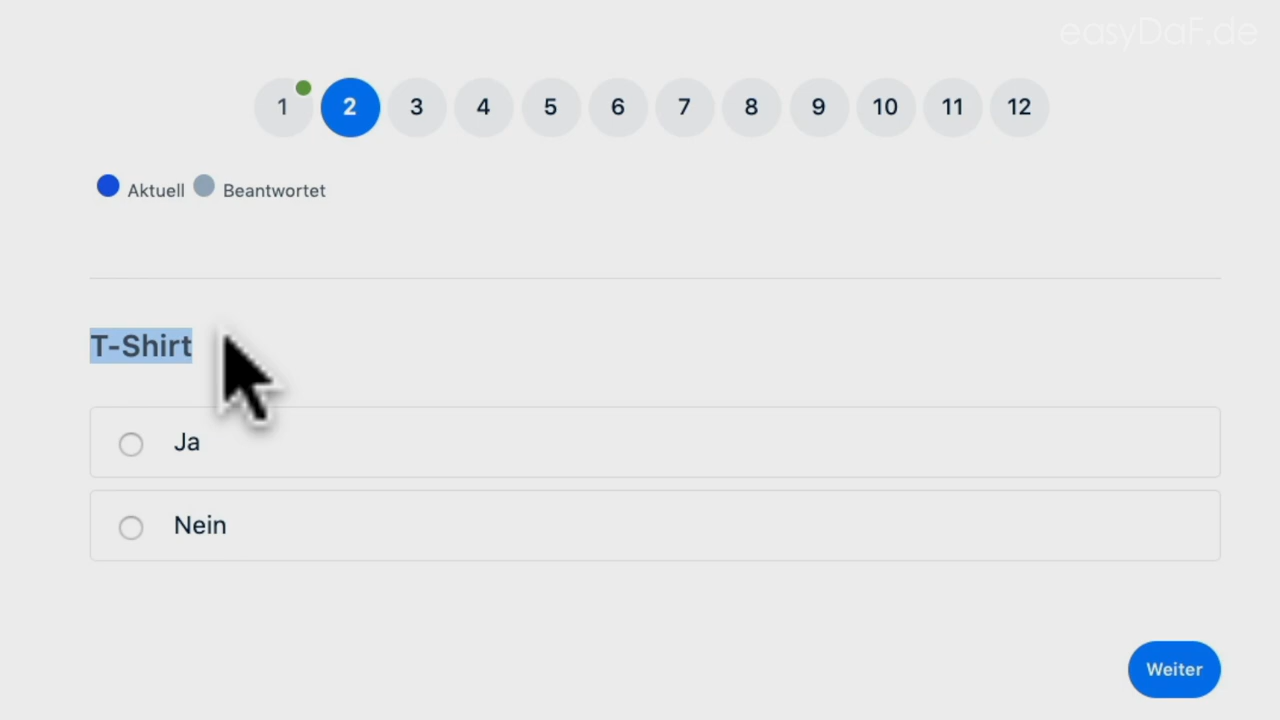 easyDaF.de
1 2 3 4 5 6 7 8 9 10 11 12
Aktuell Beantwortet
T-Shirt
Ja
Nein
Weiter